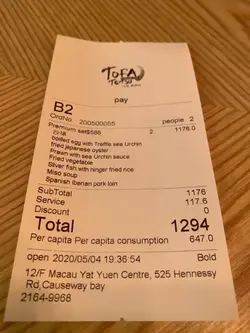 TOFA
pay
B2
OrdNo. 200500055 people 2
Premium set$588 2 1176.0
boiled egg with Traffle sea Urchin
fried japanese oyster
Prawn with sea Urchin sauce
Fried vegetable
Silver fish with hinger fried rice
Miso soup
Spanish iberian pork loin
SubTotal 1176
Service 117.6
Discount 0
Total 1294
Per capita Per capita consumption 647.0
open 2020/05/04 19:36:54 Bold
12/F Macau Yat Yuen Centre, 525 Hennessy
Rd,Causeway bay
2164-9968